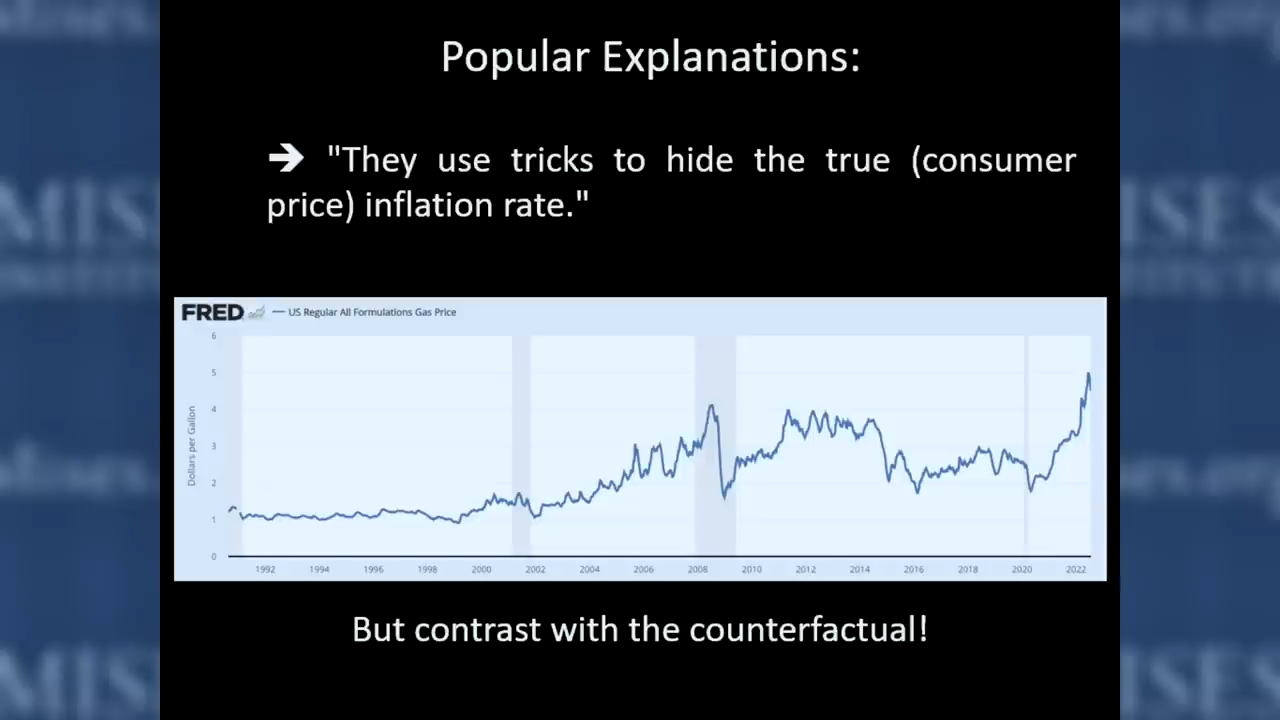 Popular Explanations:
➔ "They use tricks to hide the true (consumer
price) inflation rate."
FRED — US Regular All Formulations Gas Price
Dollars per Gallon
6
5
4
3
2
1
0
1992 1994 1996 1998 2000 2002 2004 2006 2008 2010 2012 2014 2016 2018 2020 2022
But contrast with the counterfactual!